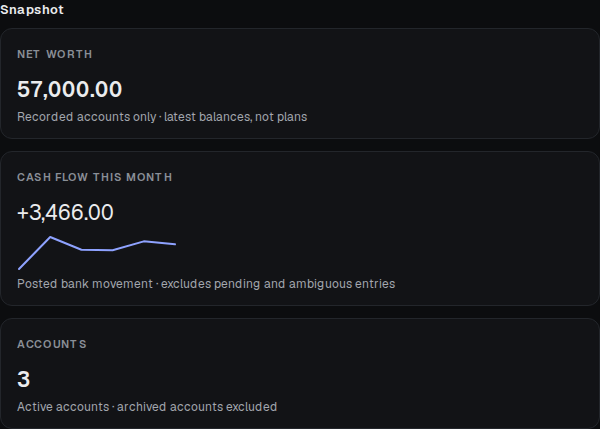 Snapshot
NET WORTH
57,000.00
Recorded accounts only · latest balances, not plans
CASH FLOW THIS MONTH
+3,466.00
Posted bank movement · excludes pending and ambiguous entries
ACCOUNTS
3
Active accounts · archived accounts excluded